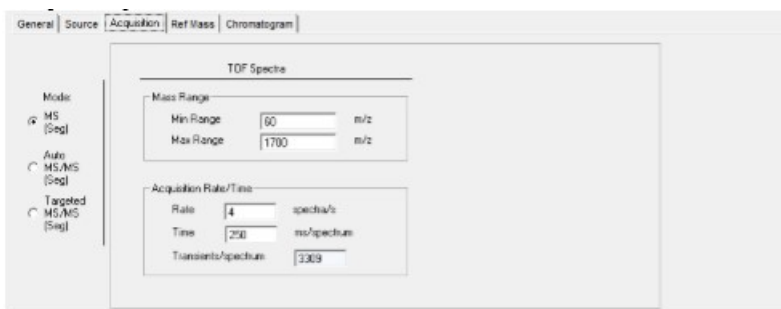 General Source Acquisition Ref Mass Chromatogram
TOF Spectra
Mode:
MS
(Seg)
Auto
MS/MS
(Seg)
Targeted
MS/MS
(Seg)
Mass Range
Min Range 60 m/z
Max Range 1700 m/z
Acquisition Rate/Time
Rate 4 spectra/s
Time 250 ms/spectrum
Transients/spectrum 3309